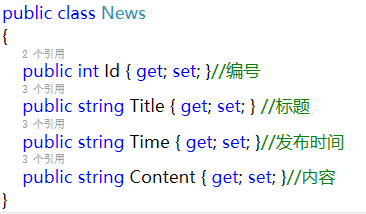 public class News
{
2 个引用
public int Id { get; set; }//编号
3 个引用
public string Title { get; set; } //标题
3 个引用
public string Time { get; set; }//发布时间
3 个引用
public string Content { get; set; }//内容
}